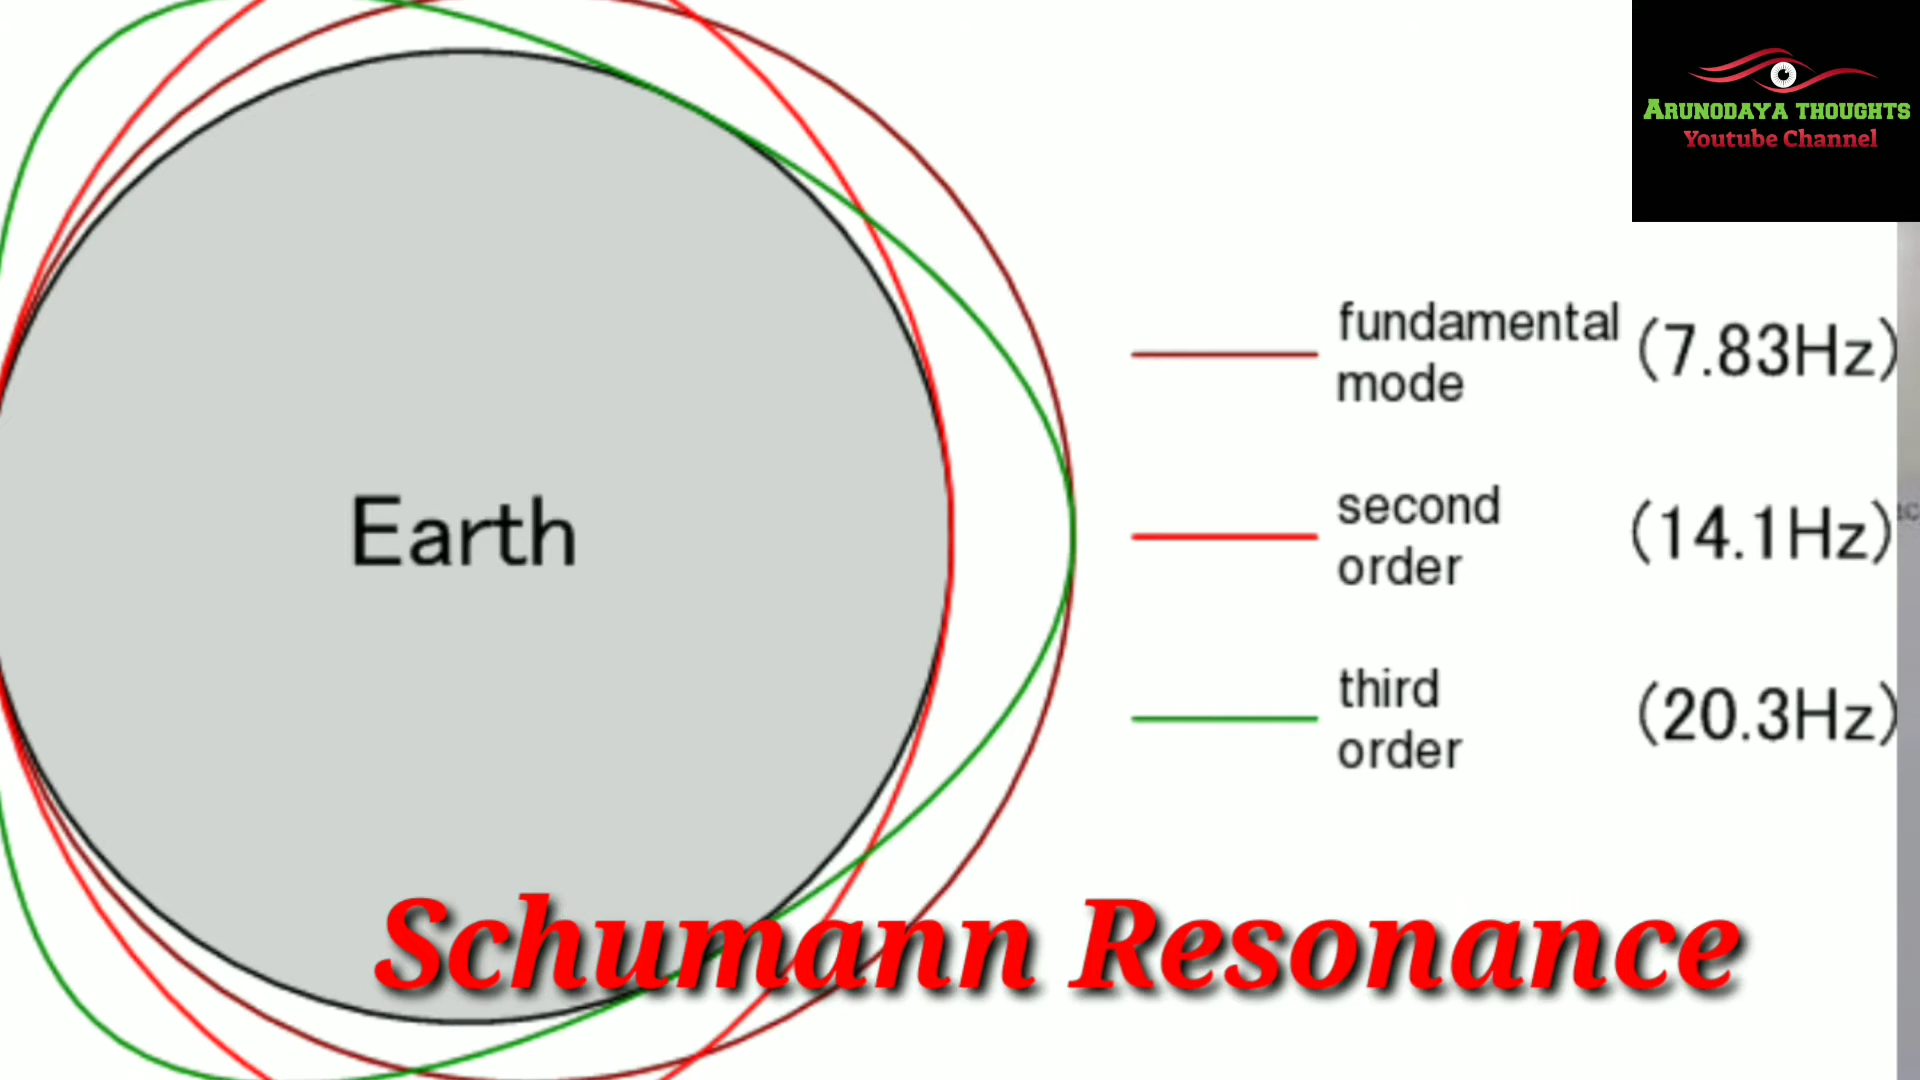 ARUNODAYA THOUGHTS
Youtube Channel
fundamental
mode
(7.83Hz)
second
order
(14.1Hz)
third
order
(20.3Hz)
Earth
Schumann Resonance